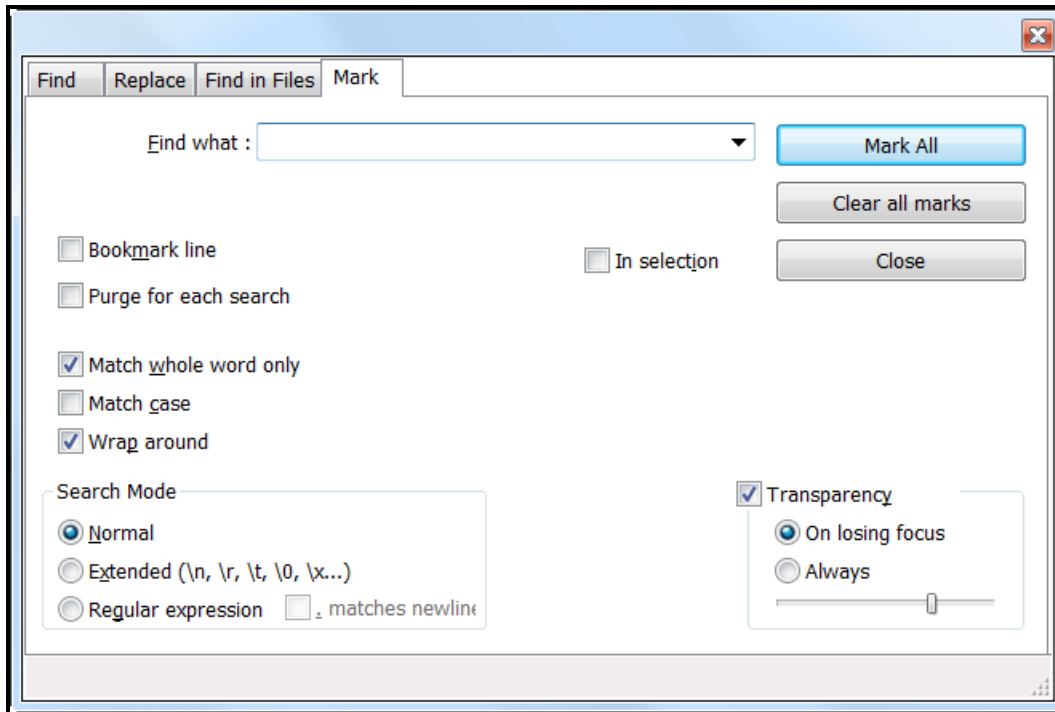 Find Replace Find in Files Mark
Find what : Mark All
Clear all marks
Bookmark line In selection Close
Purge for each search
Match whole word only
Match case
Wrap around
Search Mode Transparency
Normal On losing focus
Extended (\n, \r, \t, \0, \x...) Always
Regular expression . matches newline